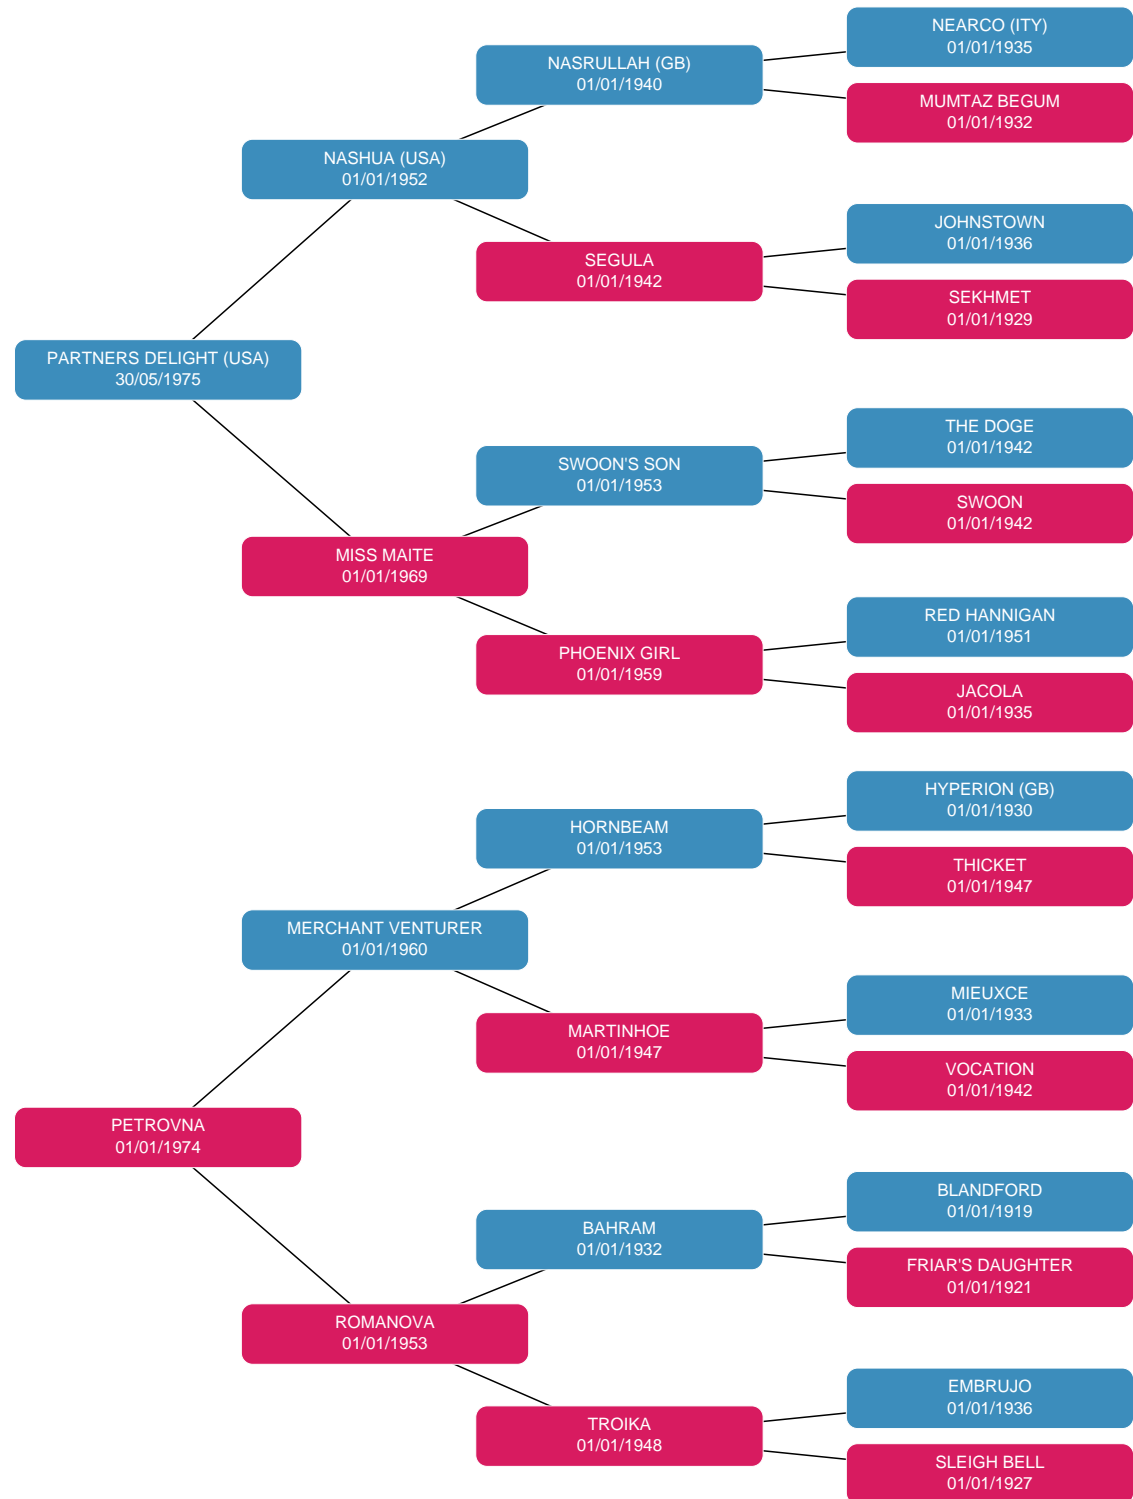 NEARCO (ITY)
01/01/1935
NASRULLAH (GB)
01/01/1940
MUMTAZ BEGUM
01/01/1932
NASHUA (USA)
01/01/1952
JOHNSTOWN
01/01/1936
SEGULA
01/01/1942
SEKHMET
01/01/1929
PARTNERS DELIGHT (USA)
30/05/1975
THE DOGE
01/01/1942
SWOON'S SON
01/01/1953
SWOON
01/01/1942
MISS MAITE
01/01/1969
RED HANNIGAN
01/01/1951
PHOENIX GIRL
01/01/1959
JACOLA
01/01/1935
HYPERION (GB)
01/01/1930
HORNBEAM
01/01/1953
THICKET
01/01/1947
MERCHANT VENTURER
01/01/1960
MIEUXCE
01/01/1933
MARTINHOE
01/01/1947
VOCATION
01/01/1942
PETROVNA
01/01/1974
BLANDFORD
01/01/1919
BAHRAM
01/01/1932
FRIAR'S DAUGHTER
01/01/1921
ROMANOVA
01/01/1953
EMBRUJO
01/01/1936
TROIKA
01/01/1948
SLEIGH BELL
01/01/1927